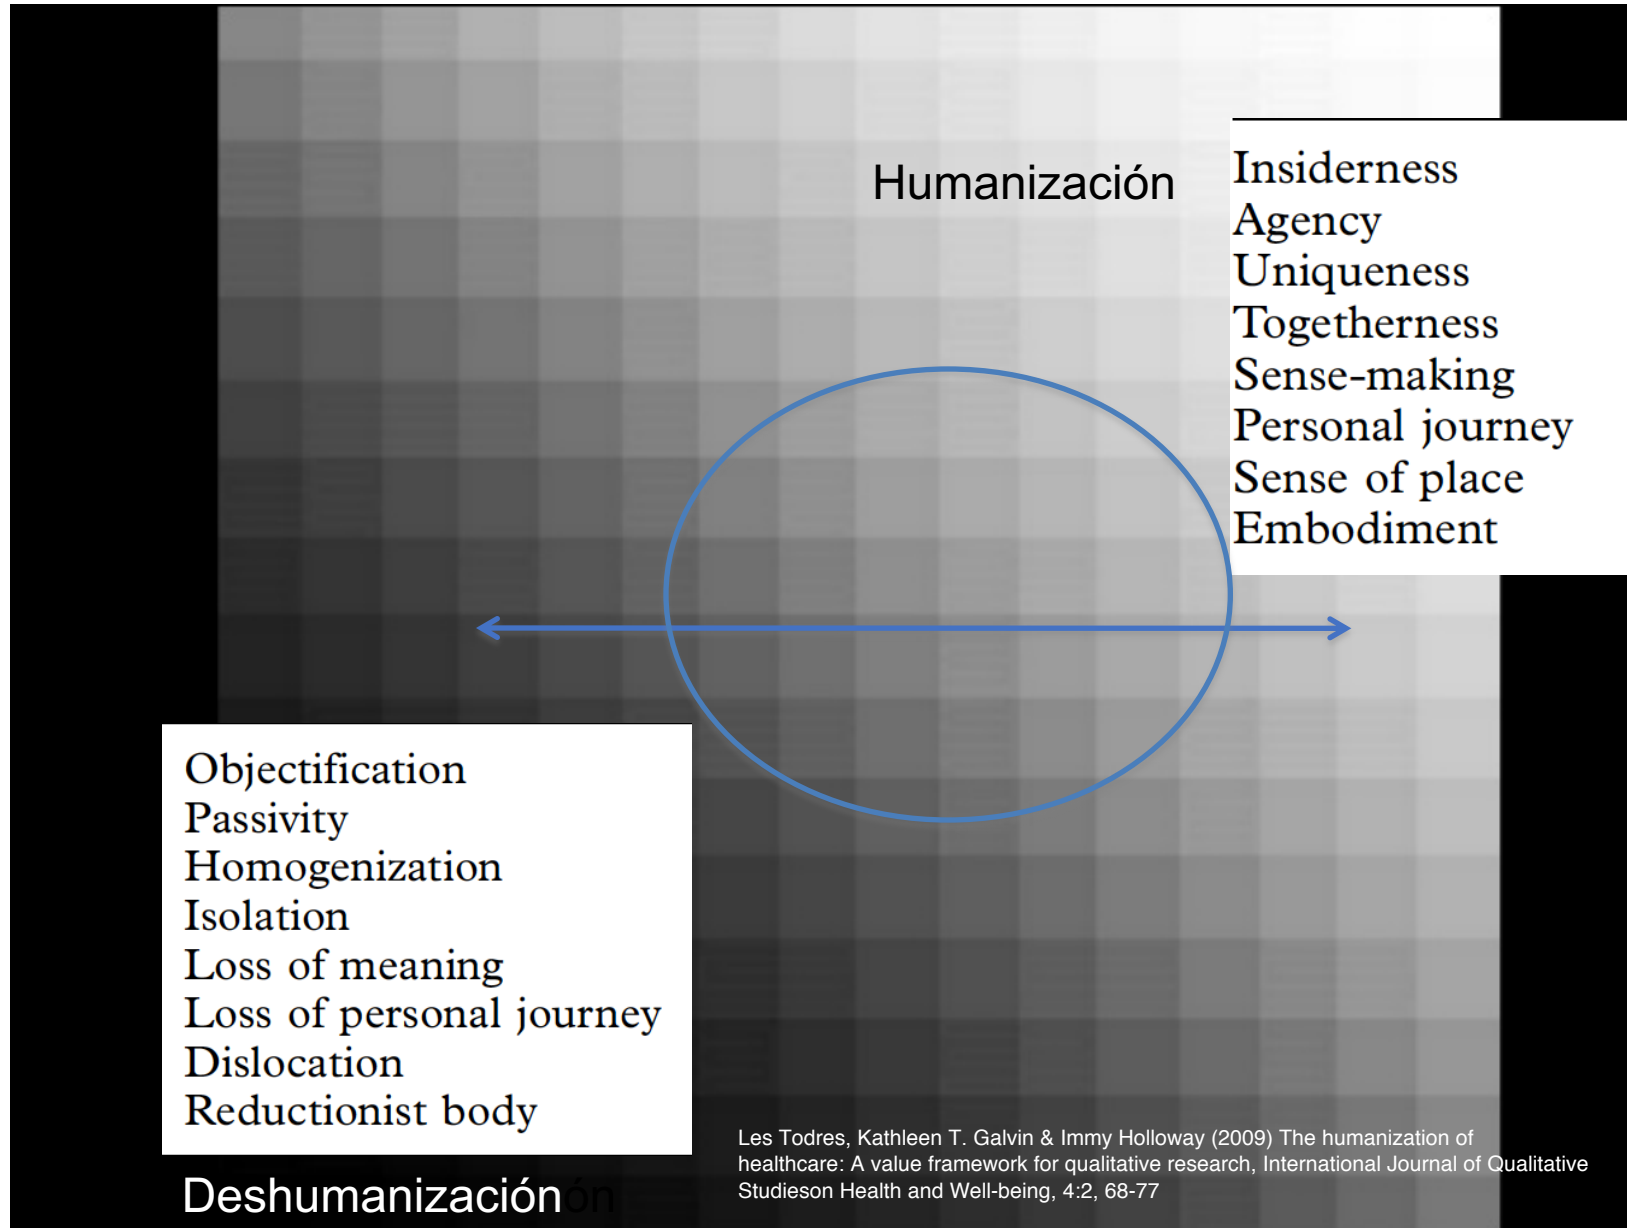 Humanización
Insiderness
Agency
Uniqueness
Togetherness
Sense-making
Personal journey
Sense of place
Embodiment
Objectification
Passivity
Homogenization
Isolation
Loss of meaning
Loss of personal journey
Dislocation
Reductionist body
Deshumanizaciónón
Les Todres, Kathleen T. Galvin & Immy Holloway (2009) The humanization of
healthcare: A value framework for qualitative research, International Journal of Qualitative
Studieson Health and Well-being, 4:2, 68-77